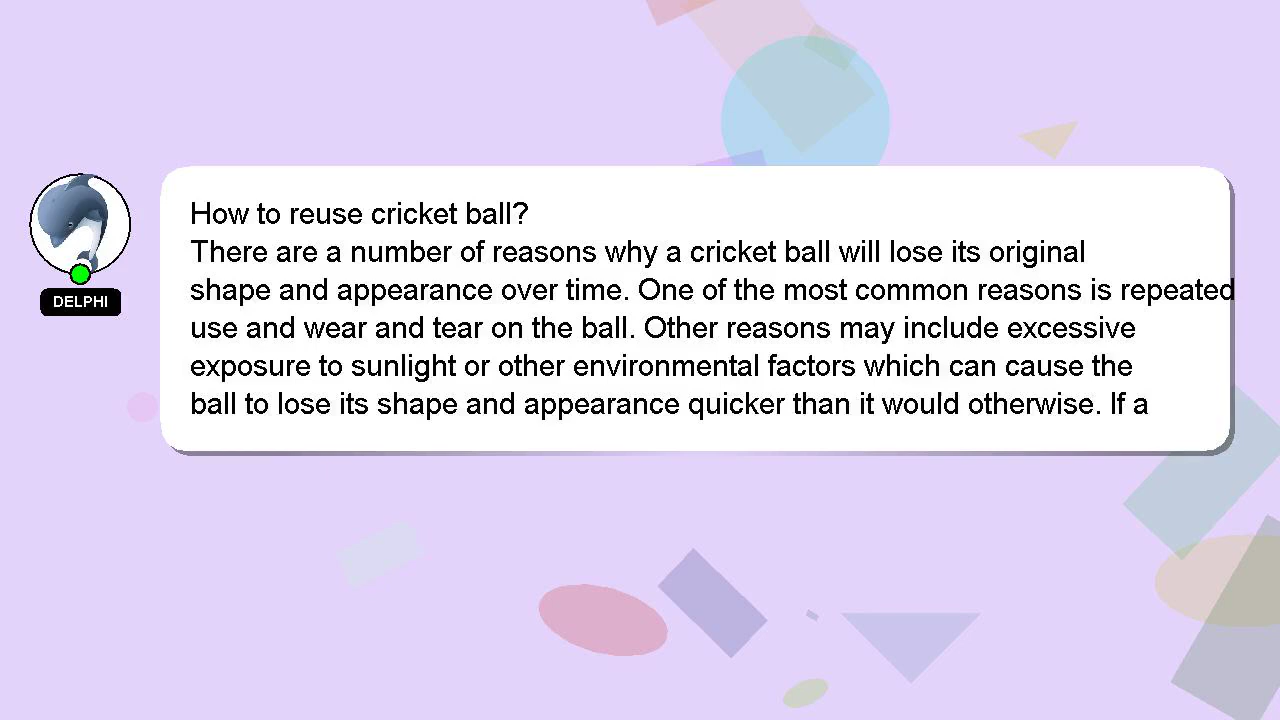 How to reuse cricket ball?
There are a number of reasons why a cricket ball will lose its original
shape and appearance over time. One of the most common reasons is repeated
use and wear and tear on the ball. Other reasons may include excessive
exposure to sunlight or other environmental factors which can cause the
ball to lose its shape and appearance quicker than it would otherwise. If a
DELPHI